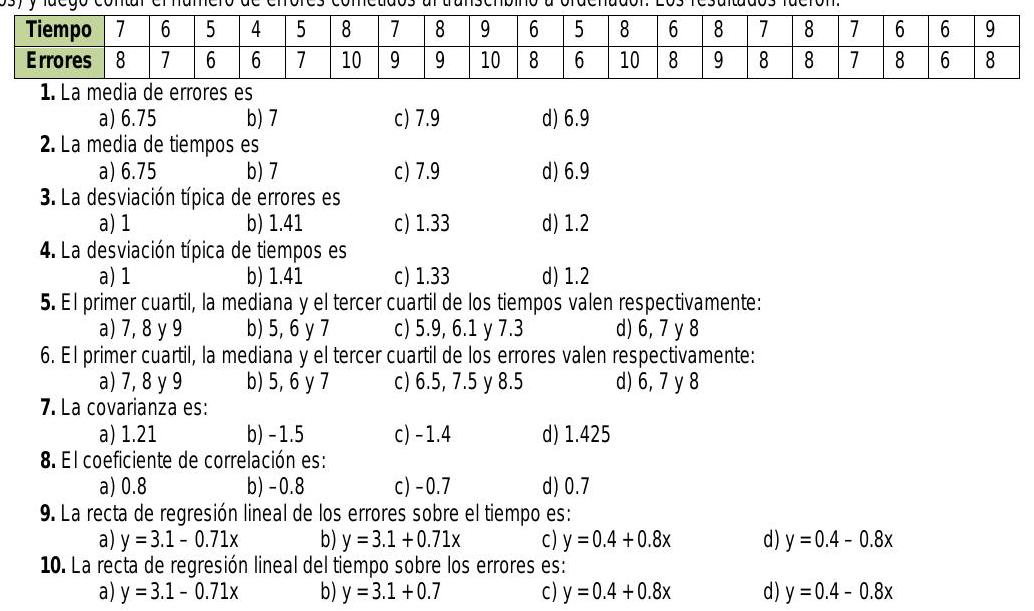 os) y luego contar el número de errores cometidos al transcribirlo a ordenador. Los resultados fueron:
Tiempo 7 6 5 4 5 8 7 8 9 6 5 8 6 8 7 8 7 6 6 9
Errores 8 7 6 6 7 10 9 9 10 8 6 10 8 9 8 8 7 8 6 8
1. La media de errores es
a) 6.75 b) 7 c) 7.9 d) 6.9
2. La media de tiempos es
a) 6.75 b) 7 c) 7.9 d) 6.9
3. La desviación típica de errores es
a) 1 b) 1.41 c) 1.33 d) 1.2
4. La desviación típica de tiempos es
a) 1 b) 1.41 c) 1.33 d) 1.2
5. El primer cuartil, la mediana y el tercer cuartil de los tiempos valen respectivamente:
a) 7, 8 y 9 b) 5, 6 y 7 c) 5.9, 6.1 y 7.3 d) 6, 7 y 8
6. El primer cuartil, la mediana y el tercer cuartil de los errores valen respectivamente:
a) 7, 8 y 9 b) 5, 6 y 7 c) 6.5, 7.5 y 8.5 d) 6, 7 y 8
7. La covarianza es:
a) 1.21 b) –1.5 c) –1.4 d) 1.425
8. El coeficiente de correlación es:
a) 0.8 b) –0.8 c) –0.7 d) 0.7
9. La recta de regresión lineal de los errores sobre el tiempo es:
a) y = 3.1 – 0.71x b) y = 3.1 + 0.71x c) y = 0.4 + 0.8x d) y = 0.4 – 0.8x
10. La recta de regresión lineal del tiempo sobre los errores es:
a) y = 3.1 – 0.71x b) y = 3.1 + 0.7 c) y = 0.4 + 0.8x d) y = 0.4 – 0.8x